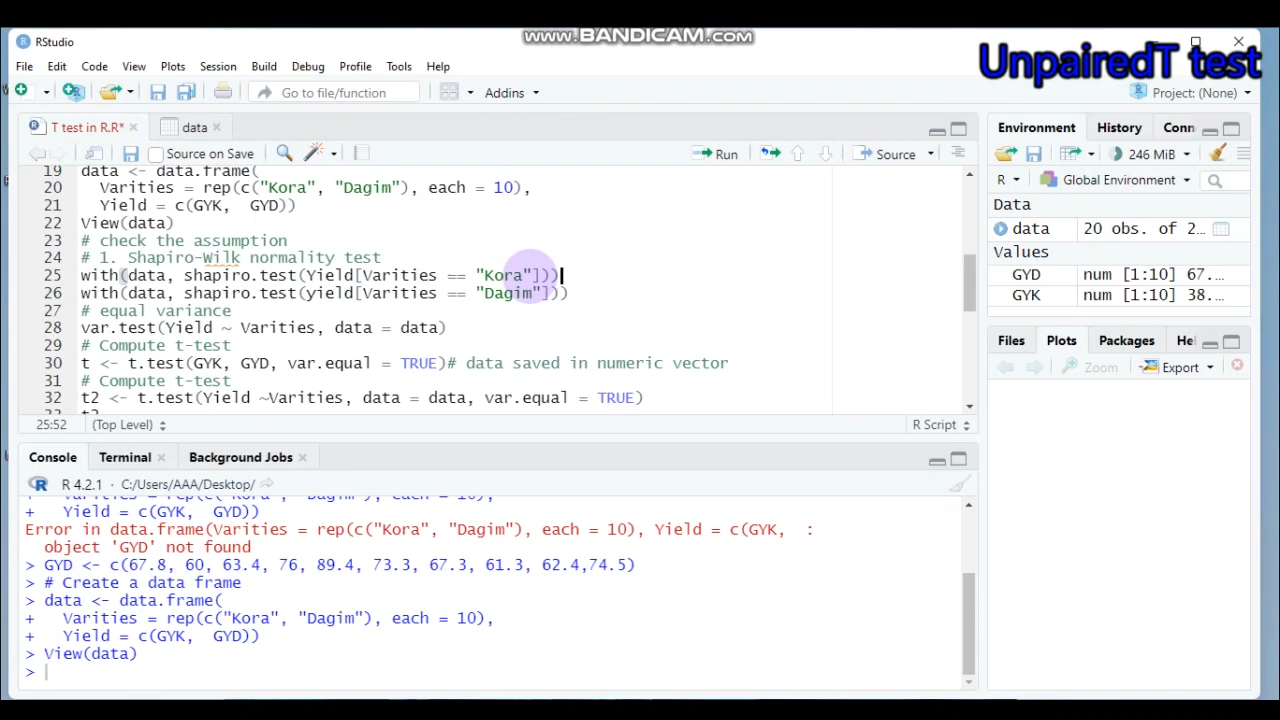 www.BANDICAM.com
RStudio
UnpairedT test
File Edit Code View Plots Session Build Debug Profile Tools Help
Go to file/function Addins Project: (None)
T test in R.R* data
Source on Save Run Source
19 data <- data.frame(
20   Varities = rep(c("Kora", "Dagim"), each = 10),
21   Yield = c(GYK,  GYD))
22 View(data)
23 # check the assumption
24 # 1. Shapiro-Wilk normality test
25 with(data, shapiro.test(Yield[Varities == "Kora"]))
26 with(data, shapiro.test(yield[Varities == "Dagim"]))
27 # equal variance
28 var.test(Yield ~ Varities, data = data)
29 # Compute t-test
30 t <- t.test(GYK, GYD, var.equal = TRUE)# data saved in numeric vector
31 # Compute t-test
32 t2 <- t.test(Yield ~Varities, data = data, var.equal = TRUE)
25:52 (Top Level) R Script
Console Terminal Background Jobs
R 4.2.1 · C:/Users/AAA/Desktop/
+   Varities = rep(c("Kora", "Dagim"), each = 10),
+   Yield = c(GYK,  GYD))
Error in data.frame(Varities = rep(c("Kora", "Dagim"), each = 10), Yield = c(GYK,  :
  object 'GYD' not found
> GYD <- c(67.8, 60, 63.4, 76, 89.4, 73.3, 67.3, 61.3, 62.4,74.5)
> # Create a data frame
> data <- data.frame(
+   Varities = rep(c("Kora", "Dagim"), each = 10),
+   Yield = c(GYK,  GYD))
> View(data)
>
Environment History Conn
246 MiB
R Global Environment
Data
data 20 obs. of 2...
Values
GYD num [1:10] 67....
GYK num [1:10] 38....
Files Plots Packages He
Zoom Export